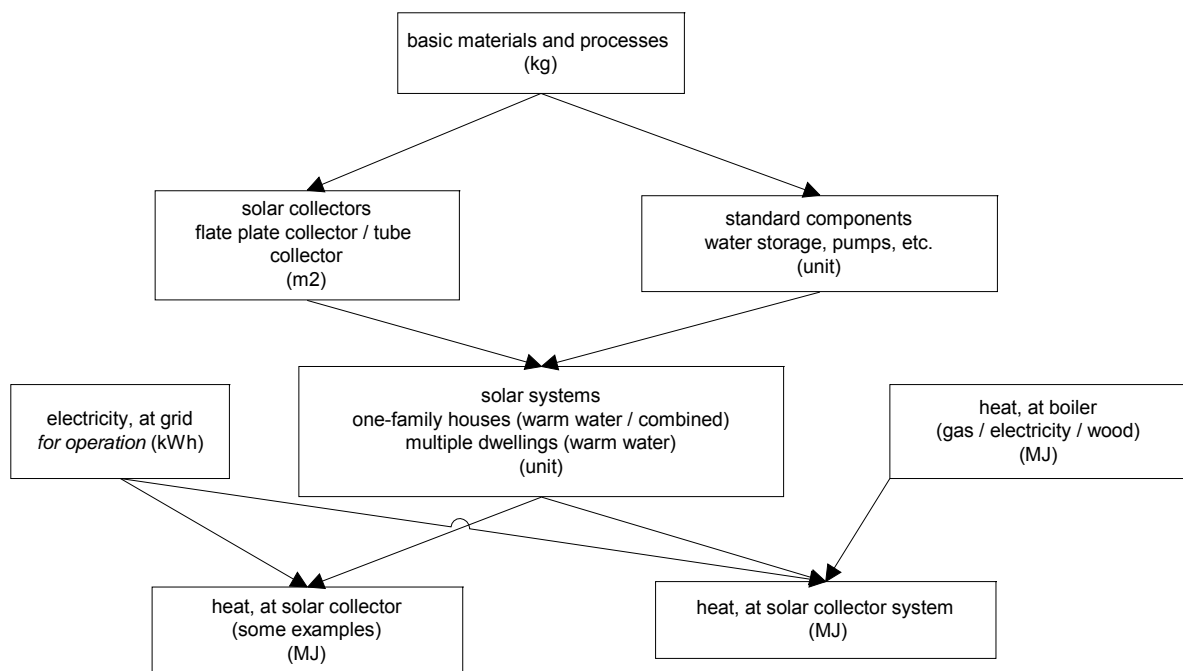 basic materials and processes
(kg)
solar collectors
flate plate collector / tube
collector
(m2)
standard components
water storage, pumps, etc.
(unit)
solar systems
one-family houses (warm water / combined)
multiple dwellings (warm water)
(unit)
electricity, at grid
for operation (kWh)
heat, at boiler
(gas / electricity / wood)
(MJ)
heat, at solar collector
(some examples)
(MJ)
heat, at solar collector system
(MJ)